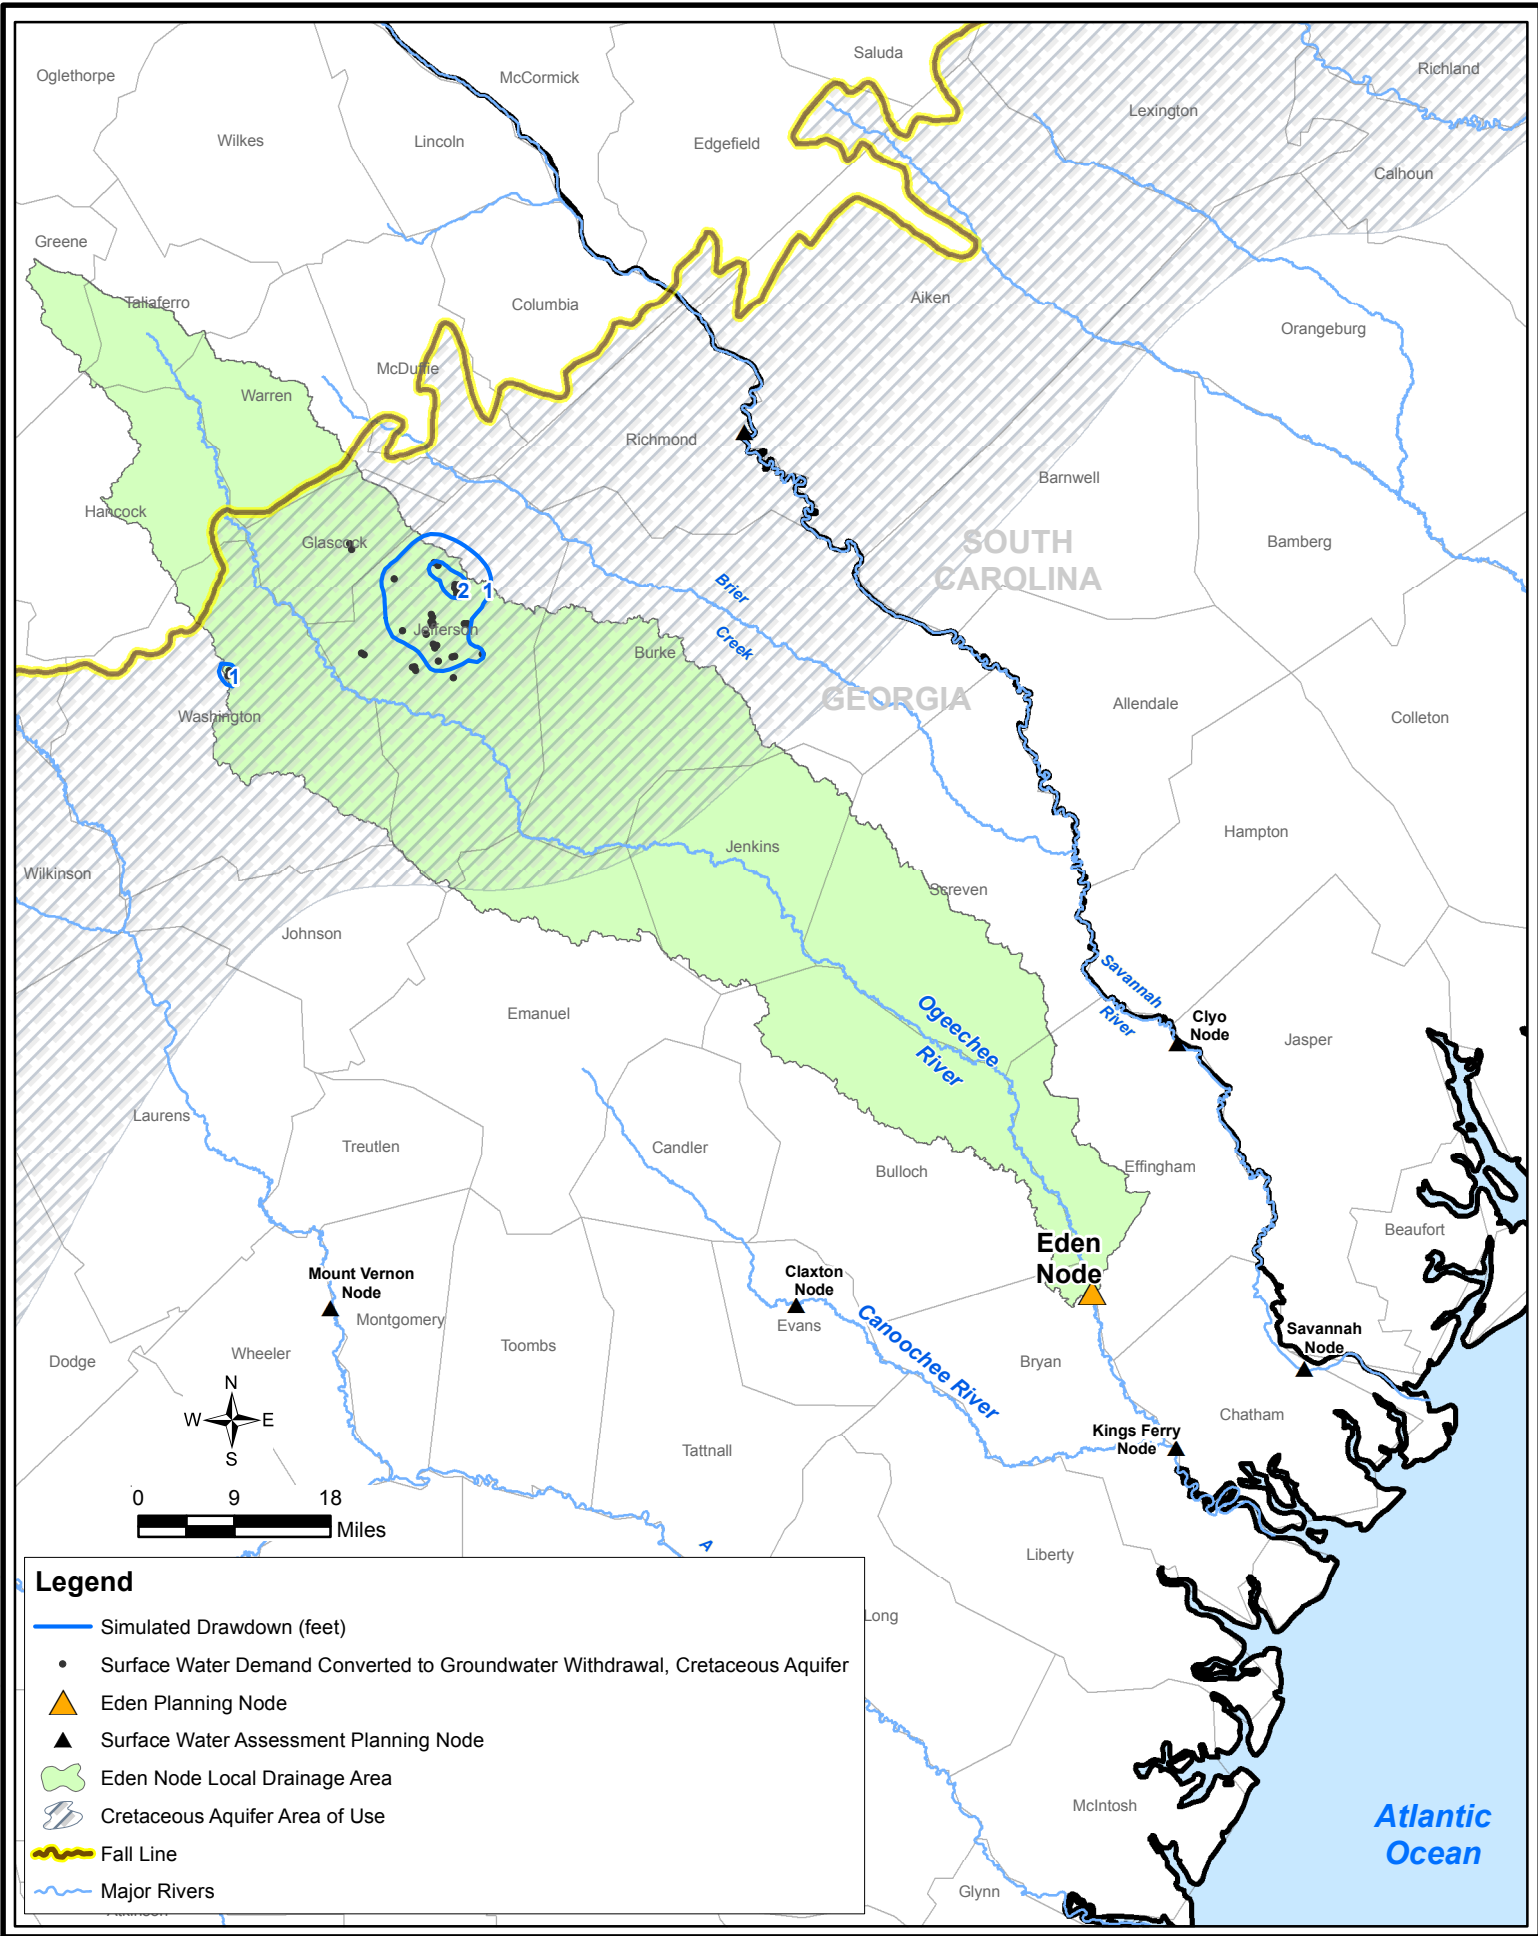 Saluda
Richland
Oglethorpe
McCormick
Lexington
Wilkes
Lincoln
Edgefield
Calhoun
Greene
Taliaferro
Columbia
Aiken
Orangeburg
McDuffie
Warren
Richmond
Barnwell
Hancock
Glascock
SOUTH
CAROLINA
Bamberg
2
1
Brier
Creek
Jefferson
Burke
1
GEORGIA
Washington
Allendale
Colleton
Hampton
Wilkinson
Jenkins
Screven
Johnson
Savannah
River
Emanuel
Ogeechee
River
Clyo
Node
Jasper
Laurens
Treutlen
Candler
Bulloch
Effingham
Beaufort
Eden
Node
Mount Vernon
Node
Claxton
Node
Montgomery
Evans
Canoochee River
Savannah
Node
Dodge
Wheeler
Toombs
Bryan
Chatham
Tattnall
Kings Ferry
Node
N
W
E
S
0 9 18
Miles
A
Liberty
Long
McIntosh
Glynn
Atlantic
Ocean
Legend
Simulated Drawdown (feet)
Surface Water Demand Converted to Groundwater Withdrawal, Cretaceous Aquifer
Eden Planning Node
Surface Water Assessment Planning Node
Eden Node Local Drainage Area
Cretaceous Aquifer Area of Use
Fall Line
Major Rivers